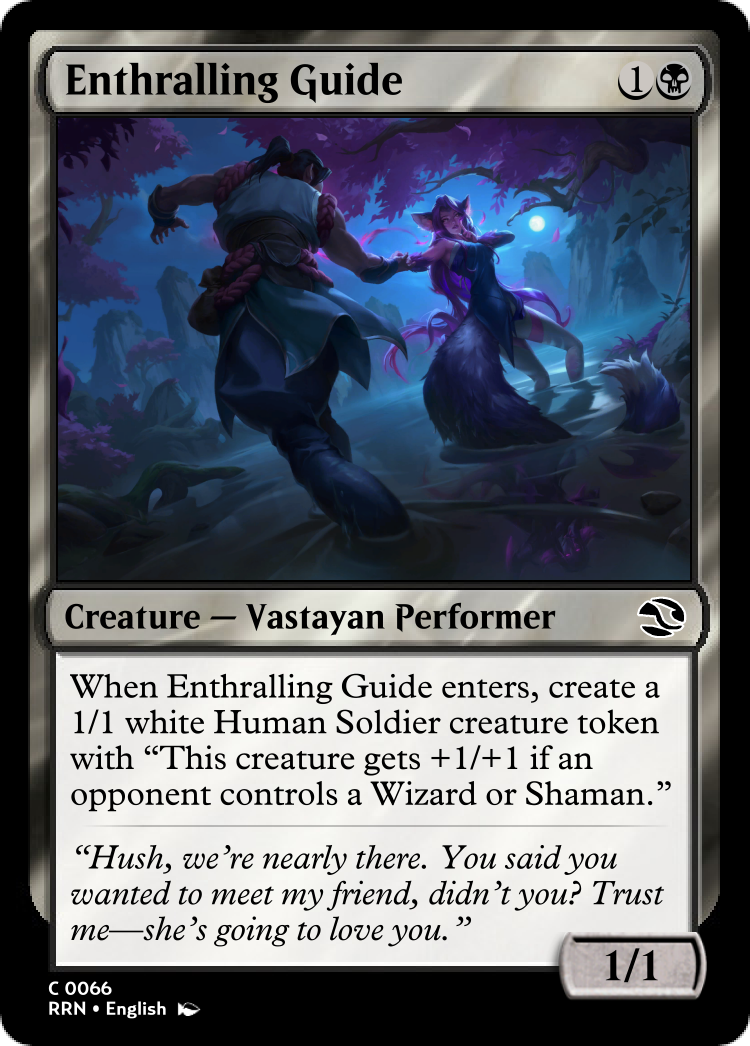 Enthralling Guide 1
Creature — Vastayan Performer
When Enthralling Guide enters, create a
1/1 white Human Soldier creature token
with “This creature gets +1/+1 if an
opponent controls a Wizard or Shaman.”
“Hush, we’re nearly there. You said you
wanted to meet my friend, didn’t you? Trust
me—she’s going to love you.”
1/1
C 0066
RRN • English